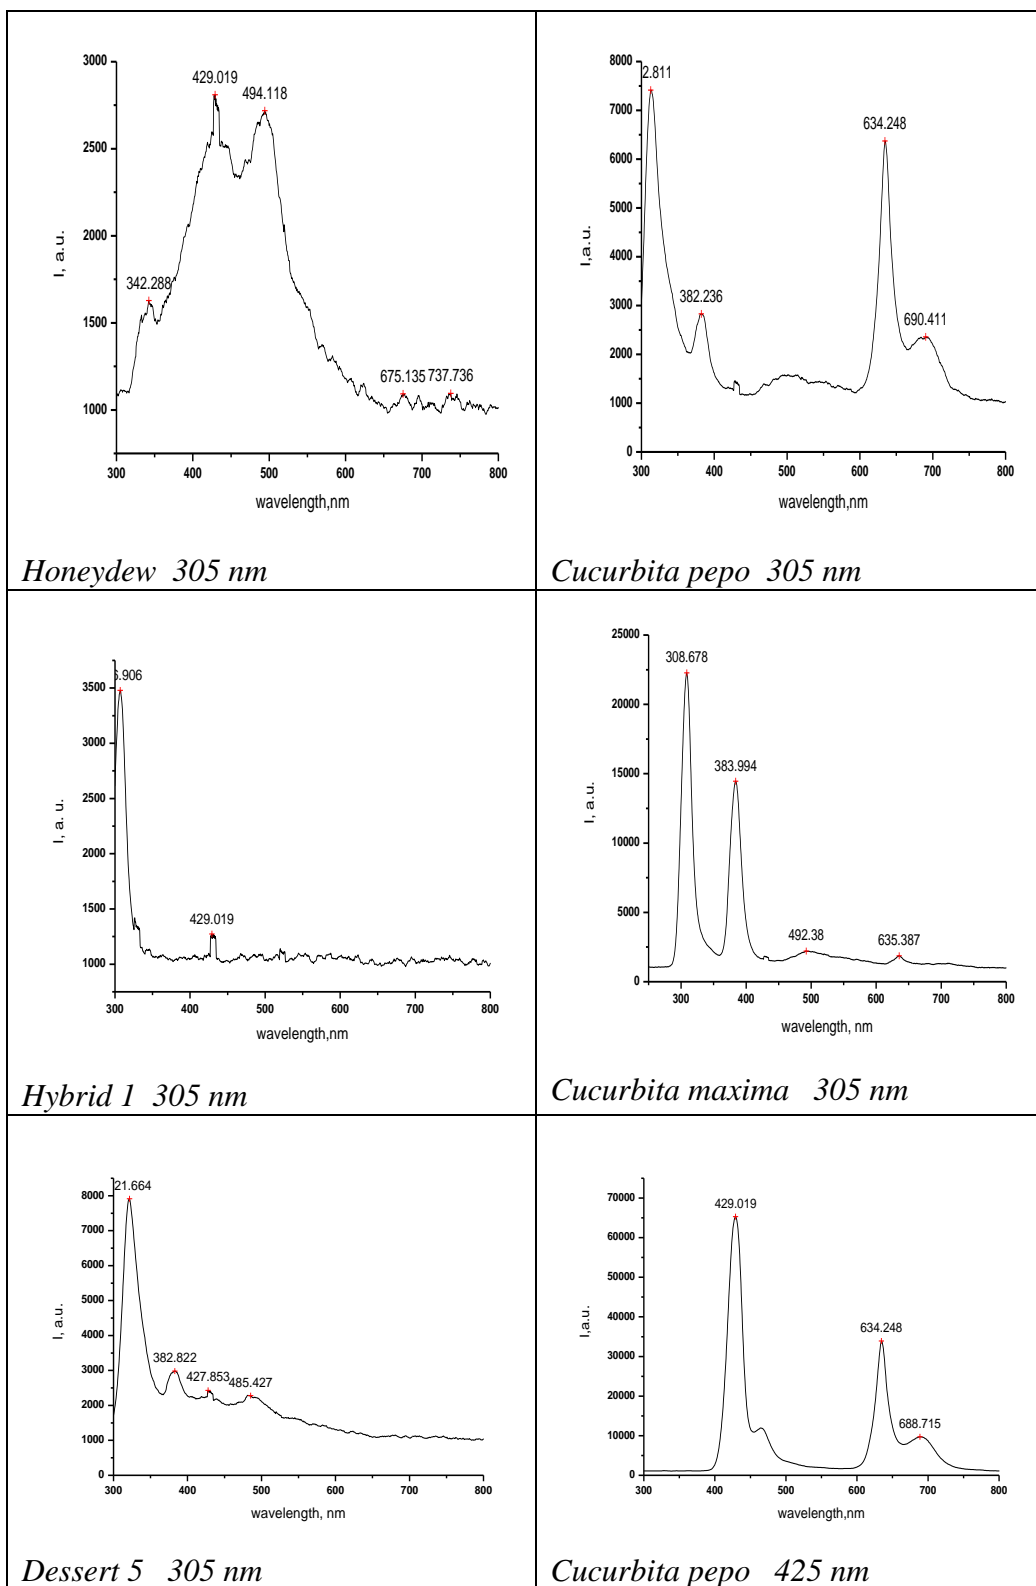 3000
2500
2000
1500
1000
I, a.u.
429.019
494.118
342.288
675.135 737.736
300 400 500 600 700 800
wavelength,nm
Honeydew 305 nm
8000
7000
6000
5000
4000
3000
2000
1000
0
I,a.u.
2.811
634.248
382.236
690.411
300 400 500 600 700 800
wavelength,nm
Cucurbita pepo 305 nm
3500
3000
2500
2000
1500
1000
I, a. u.
6.906
429.019
300 400 500 600 700 800
wavelength,nm
Hybrid 1 305 nm
25000
20000
15000
10000
5000
0
I, a.u.
308.678
383.994
492.38
635.387
300 400 500 600 700 800
wavelength, nm
Cucurbita maxima 305 nm
8000
7000
6000
5000
4000
3000
2000
1000
0
I, a.u.
21.664
382.822
427.853
485.427
300 400 500 600 700 800
wavelength, nm
Dessert 5 305 nm
70000
60000
50000
40000
30000
20000
10000
0
I,a.u.
429.019
634.248
688.715
300 400 500 600 700 800
wavelength,nm
Cucurbita pepo 425 nm